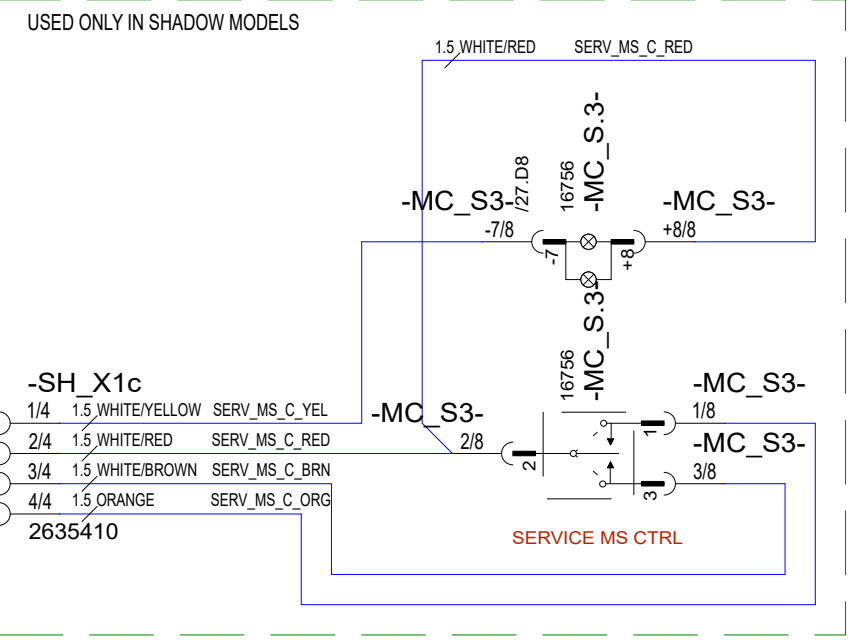 USED ONLY IN SHADOW MODELS
1.5 WHITE/RED SERV_MS_C_RED
-MC_S3-
-7/8
/27.D8
16756
-MC_S.3-
-MC_S3-
+8/8
-7
+8
16756
-MC_S.3-
-SH_X1c
1/4 1.5 WHITE/YELLOW SERV_MS_C_YEL
2/4 1.5 WHITE/RED SERV_MS_C_RED
3/4 1.5 WHITE/BROWN SERV_MS_C_BRN
4/4 1.5 ORANGE SERV_MS_C_ORG
2635410
-MC_S3-
2/8
2
1
3
-MC_S3-
1/8
-MC_S3-
3/8
SERVICE MS CTRL